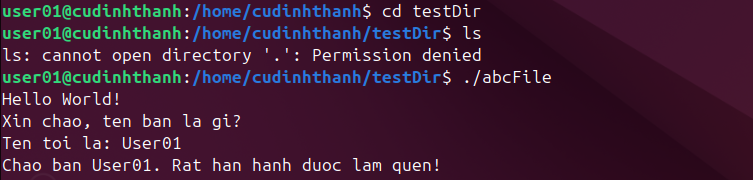 user01@cudinhthanh:/home/cudinhthanh$ cd testDir
user01@cudinhthanh:/home/cudinhthanh/testDir$ ls
ls: cannot open directory '.': Permission denied
user01@cudinhthanh:/home/cudinhthanh/testDir$ ./abcFile
Hello World!
Xin chao, ten ban la gi?
Ten toi la: User01
Chao ban User01. Rat han hanh duoc lam quen!